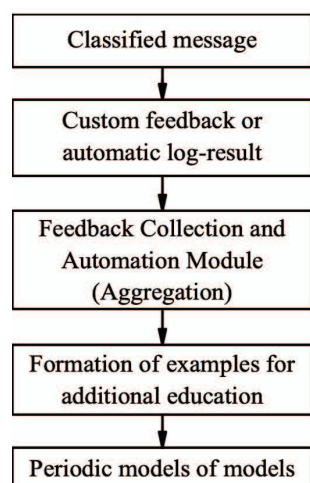 Classified message
Custom feedback or
automatic log-result
Feedback Collection and
Automation Module
(Aggregation)
Formation of examples for
additional education
Periodic models of models